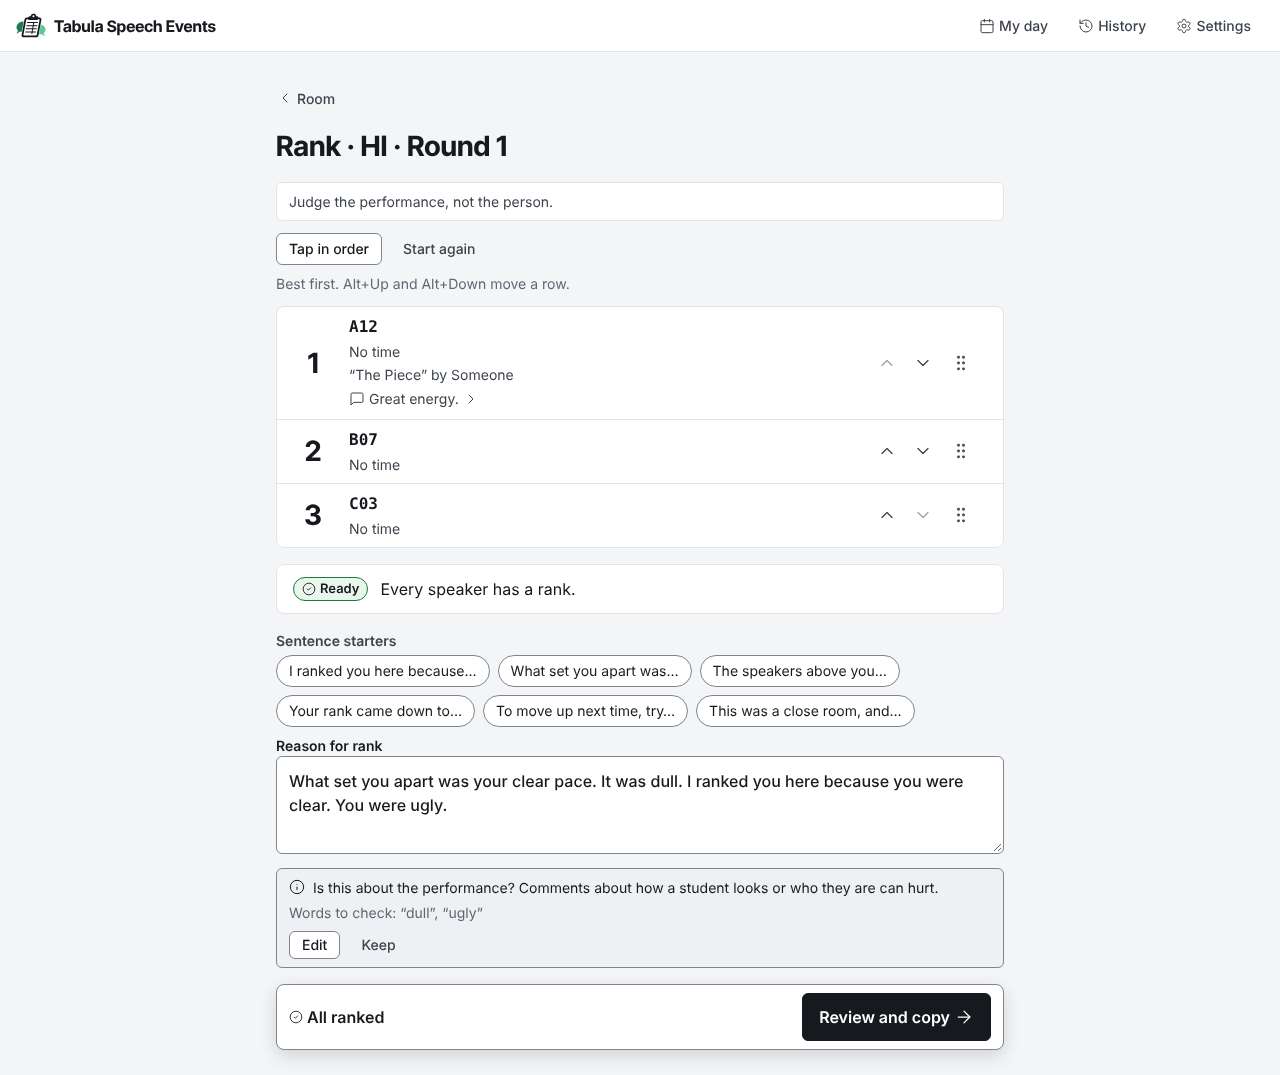 Tabula Speech Events
My day
History
Settings
Room
Rank · HI · Round 1
Judge the performance, not the person.
Tap in order
Start again
Best first. Alt+Up and Alt+Down move a row.
1
A12
No time
“The Piece” by Someone
Great energy.
2
B07
No time
3
C03
No time
Ready
Every speaker has a rank.
Sentence starters
I ranked you here because...
What set you apart was...
The speakers above you...
Your rank came down to...
To move up next time, try...
This was a close room, and...
Reason for rank
What set you apart was your clear pace. It was dull. I ranked you here because you were
clear. You were ugly.
Is this about the performance? Comments about how a student looks or who they are can hurt.
Words to check: “dull”, “ugly”
Edit
Keep
All ranked
Review and copy